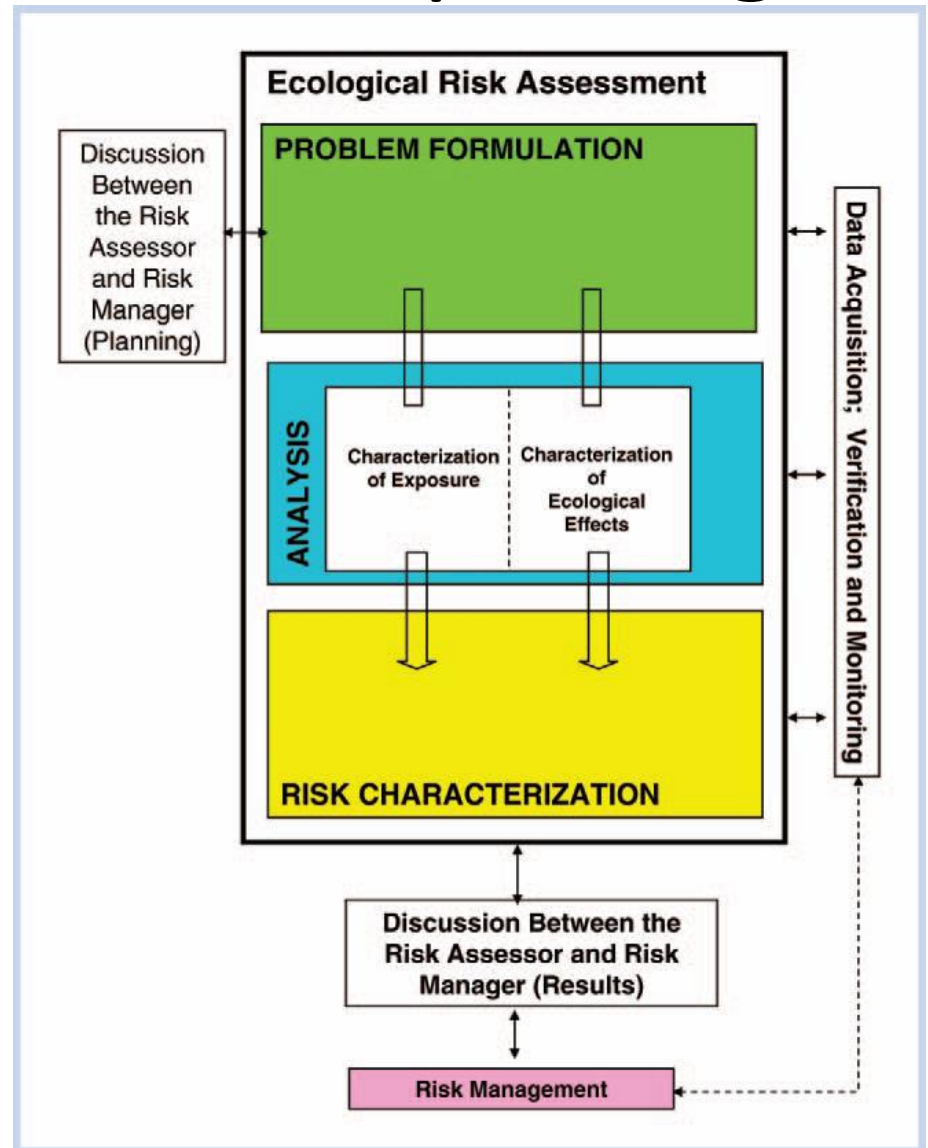 Ecological Risk Assessment
PROBLEM FORMULATION
Discussion
Between
the Risk
Assessor
and Risk
Manager
(Planning)
ANALYSIS
Characterization
of Exposure
Characterization
of
Ecological
Effects
Data Acquisition; Verification and Monitoring
RISK CHARACTERIZATION
Discussion Between the
Risk Assessor and Risk
Manager (Results)
Risk Management